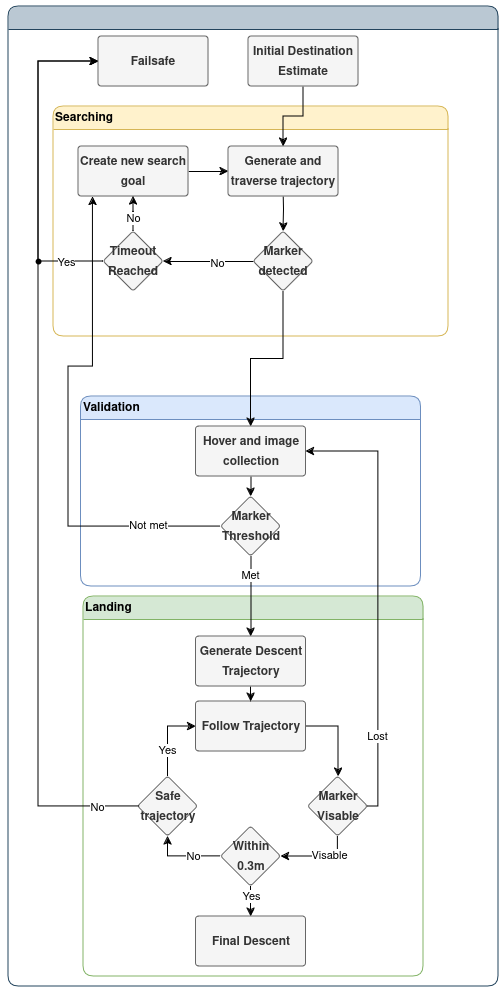 Failsafe
Initial Destination
Estimate
Searching
Create new search
goal
Generate and
traverse trajectory
No
Timeout
Reached
Yes
No
Marker
detected
Validation
Hover and image
collection
Marker
Threshold
Not met
Met
Landing
Generate Descent
Trajectory
Follow Trajectory
Lost
Yes
Safe
trajectory
No
Marker
Visable
Within
0.3m
No
Visable
Yes
Final Descent